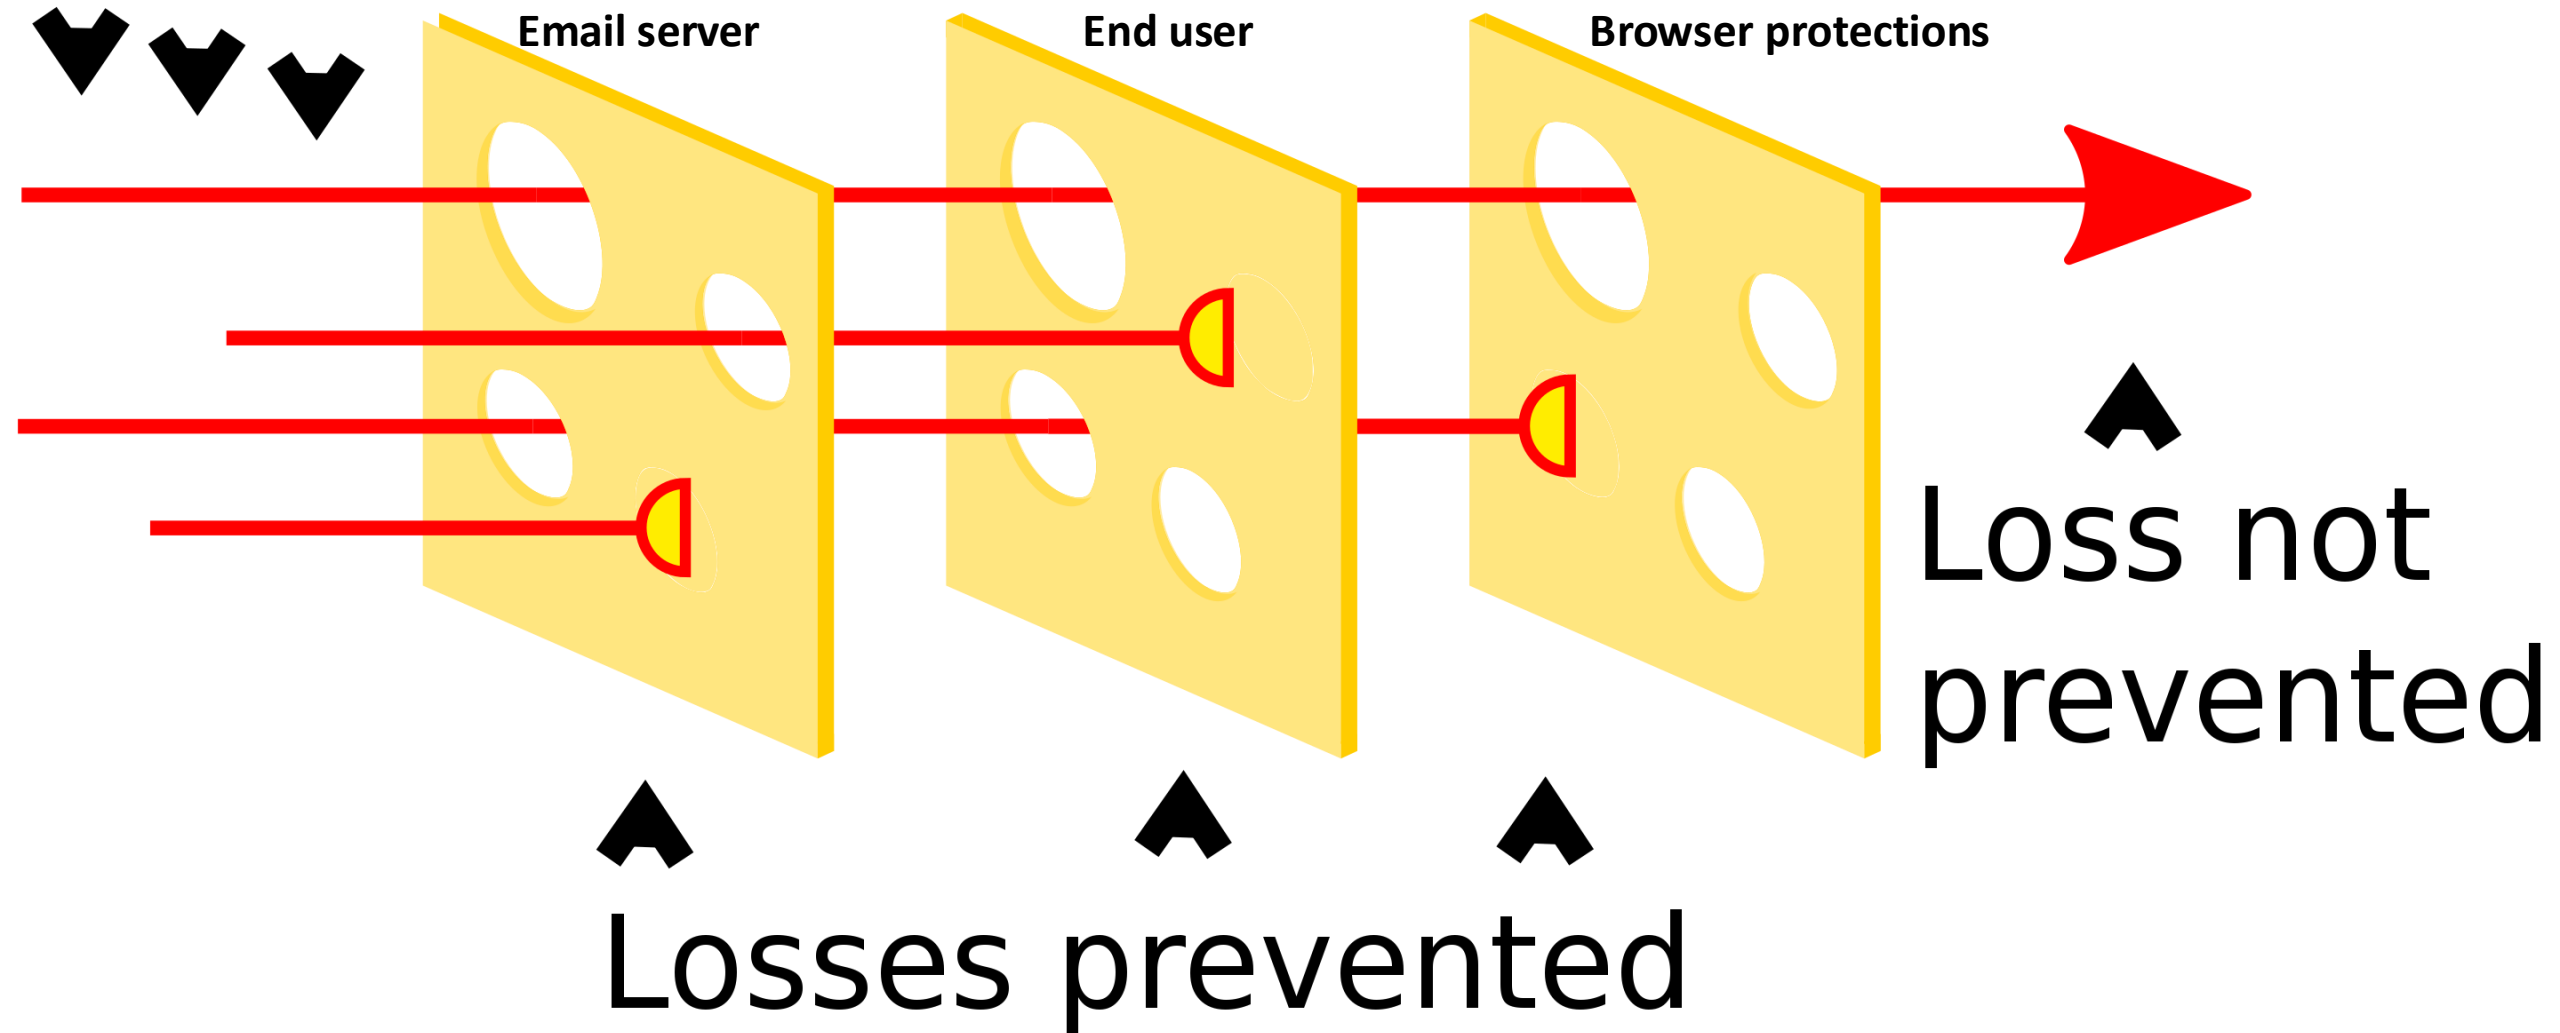 Email server
End user
Browser protections
Loss not
prevented
Losses prevented